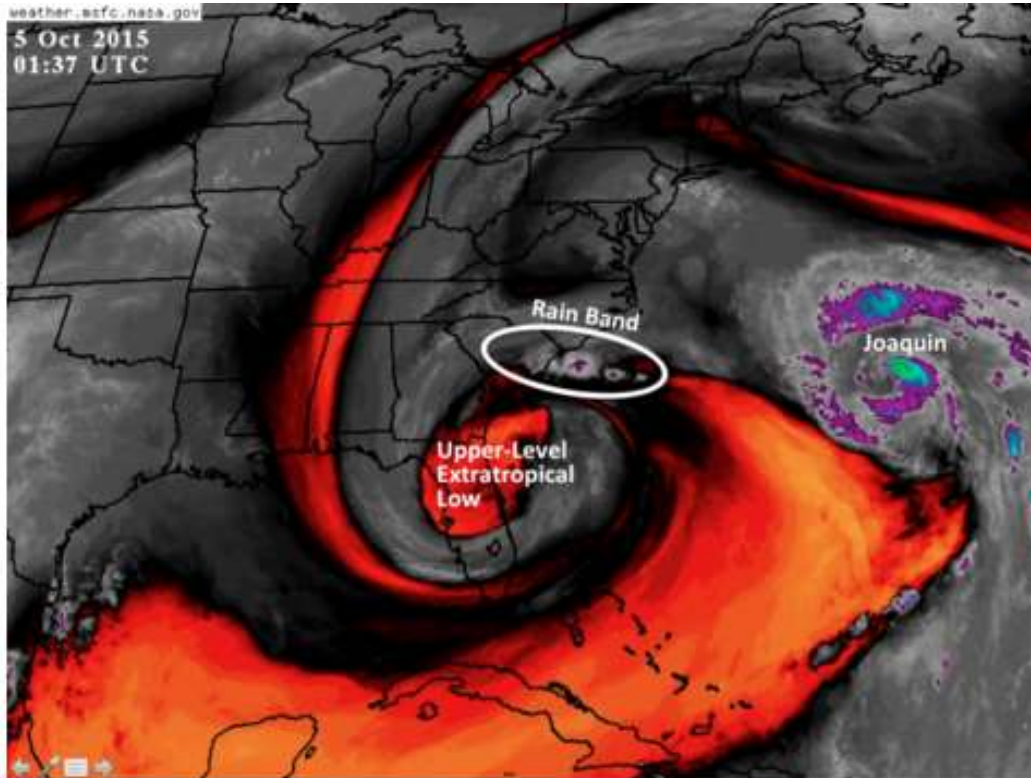 weather.msfc.nasa.gov
5 Oct 2015
01:37 UTC
Rain Band
Joaquin
Upper-Level
Extratropical
Low